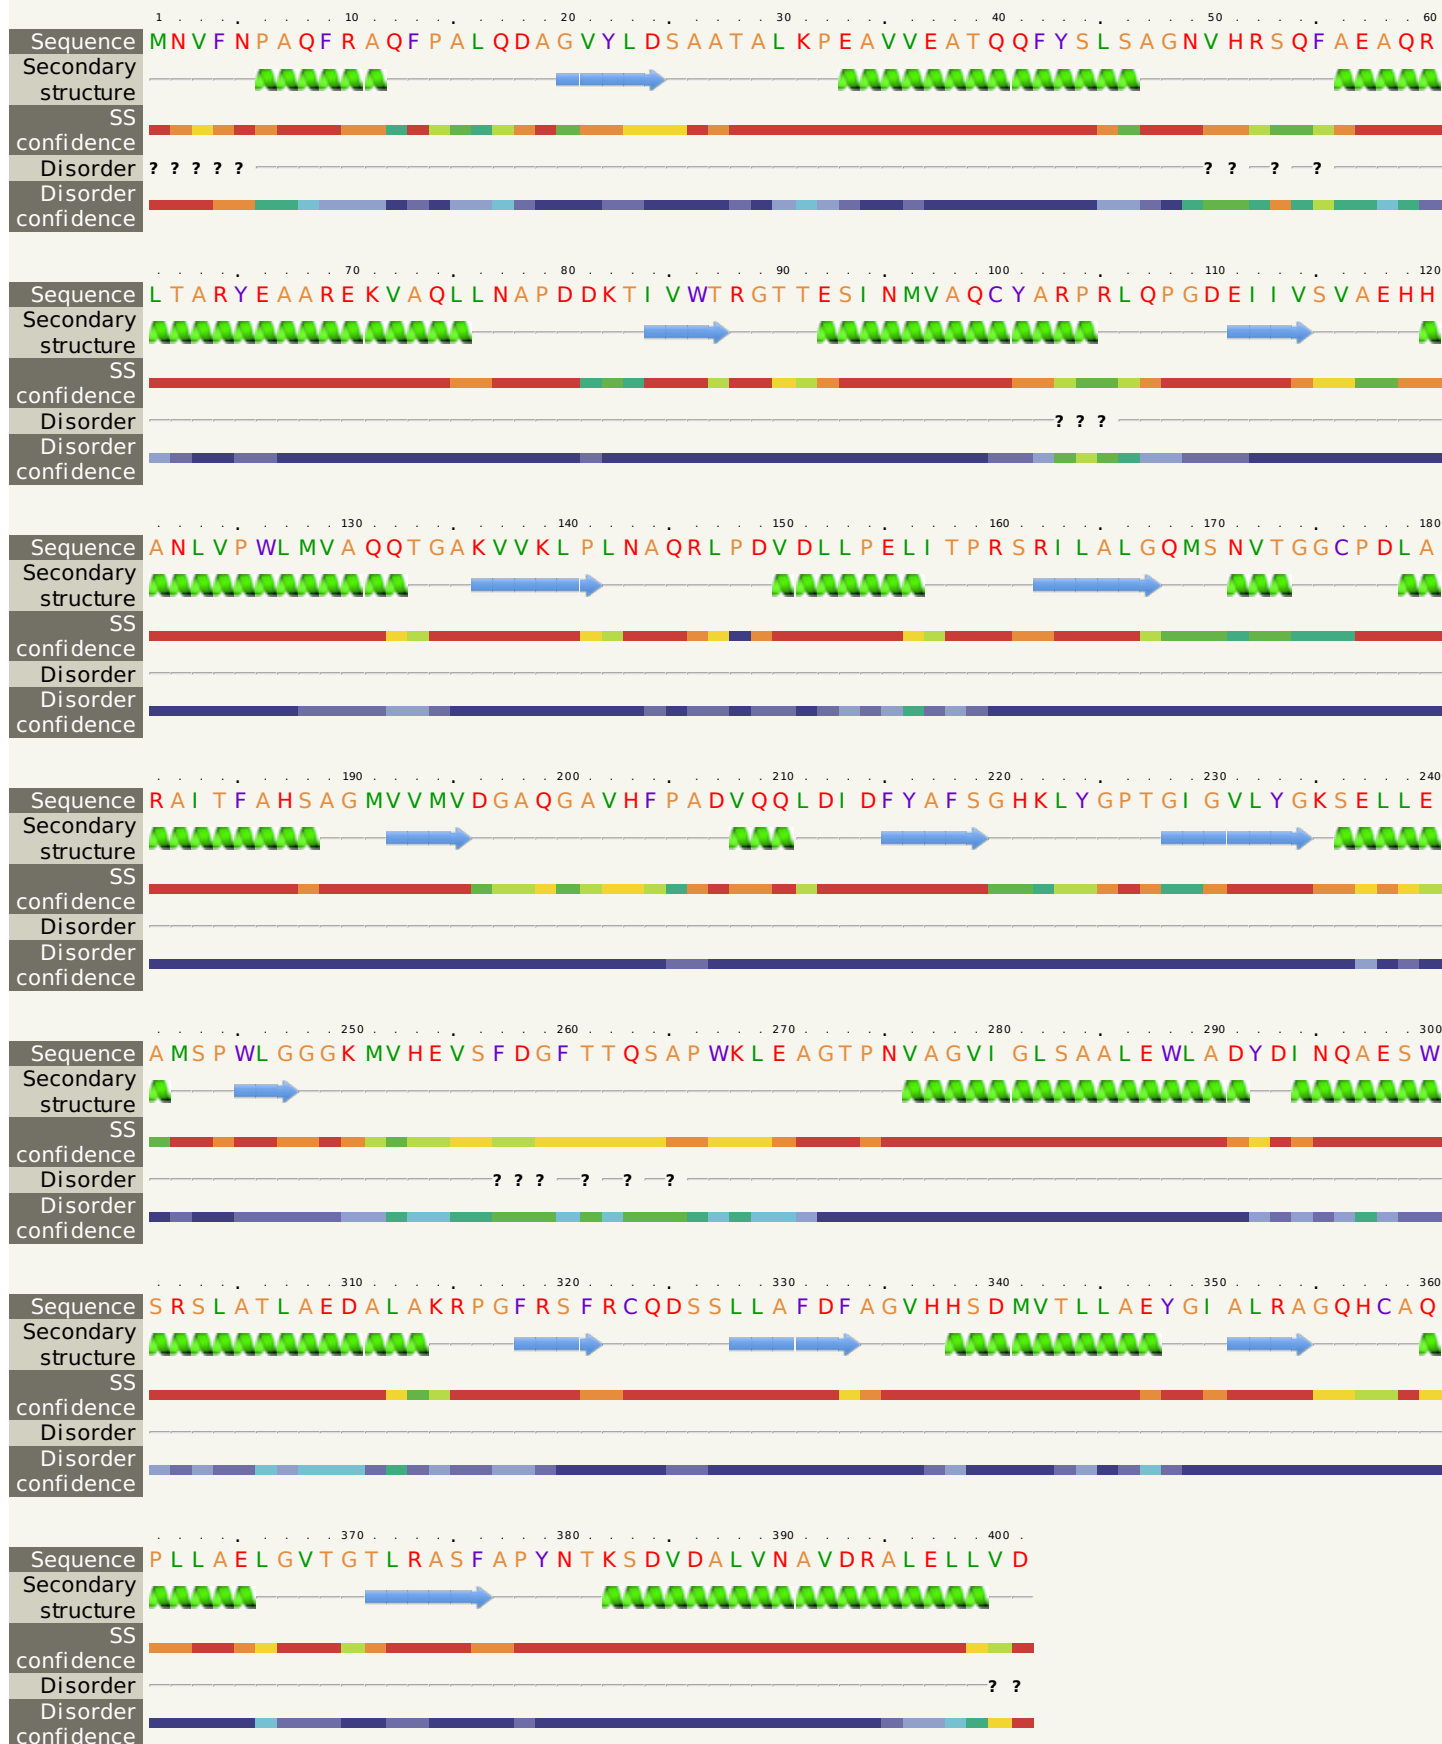 1 10 20 30 40 50 60
Sequence MNVFNPAQFRAQFPALQDAGVYLDSAATALKPEAVVEATQQFYSLSAGNVHRSQFAEAQR
Secondary
structure
SS
confidence
Disorder ? ? ? ? ? ? ? ? ?
Disorder
confidence
70 80 90 100 110 120
Sequence LTARYEAAREKVAQLLNAPDDKTIVWTRGTTESINMVAQCYARPRLQPGDEIIVSVAEHH
Secondary
structure
SS
confidence
Disorder ? ? ?
Disorder
confidence
130 140 150 160 170 180
Sequence ANLVPWLMVAQQTGAKVVKLPLNAQRLPDVDLLPELITPRSRILALGQMSNVTGGCPDLA
Secondary
structure
SS
confidence
Disorder
Disorder
confidence
190 200 210 220 230 240
Sequence RAITFAHSAGMVVMVDGAQGAVHFPADVQQLDIDFYAFSGHKLYGPTGIGVLYGKSELLE
Secondary
structure
SS
confidence
Disorder
Disorder
confidence
250 260 270 280 290 300
Sequence AMSPWLGGGKMVHEVSFDGFTTQSAPWKLEAGTPNVAGVIGLSAALEWLADYDINQAESW
Secondary
structure
SS
confidence
Disorder ? ? ? ? ? ?
Disorder
confidence
310 320 330 340 350 360
Sequence SRSLATLAEDALAKRPGFRSFRCQDSSLLAFDFAGVHHSDMVTLLAEYGIALRAGQHCAQ
Secondary
structure
SS
confidence
Disorder
Disorder
confidence
370 380 390 400
Sequence PLLAELGVTGTLRASFAPYNTKSDVDALVNAVDRALELLVD
Secondary
structure
SS
confidence
Disorder ? ?
Disorder
confidence